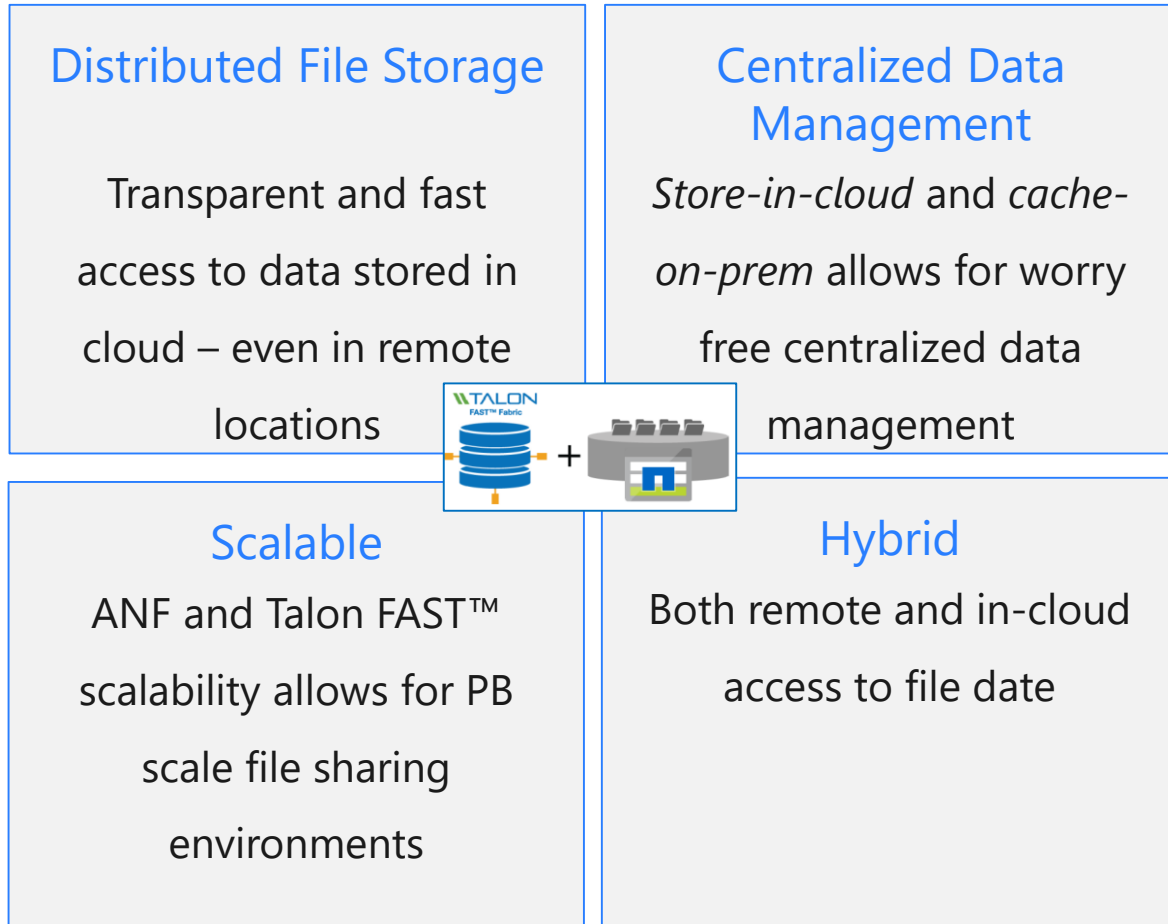 Distributed File Storage
Transparent and fast
access to data stored in
cloud – even in remote
locations
Centralized Data
Management
Store-in-cloud and cache-
on-prem allows for worry
free centralized data
management
TALON
FAST™ Fabric
+
Scalable
ANF and Talon FAST™
scalability allows for PB
scale file sharing
environments
Hybrid
Both remote and in-cloud
access to file date